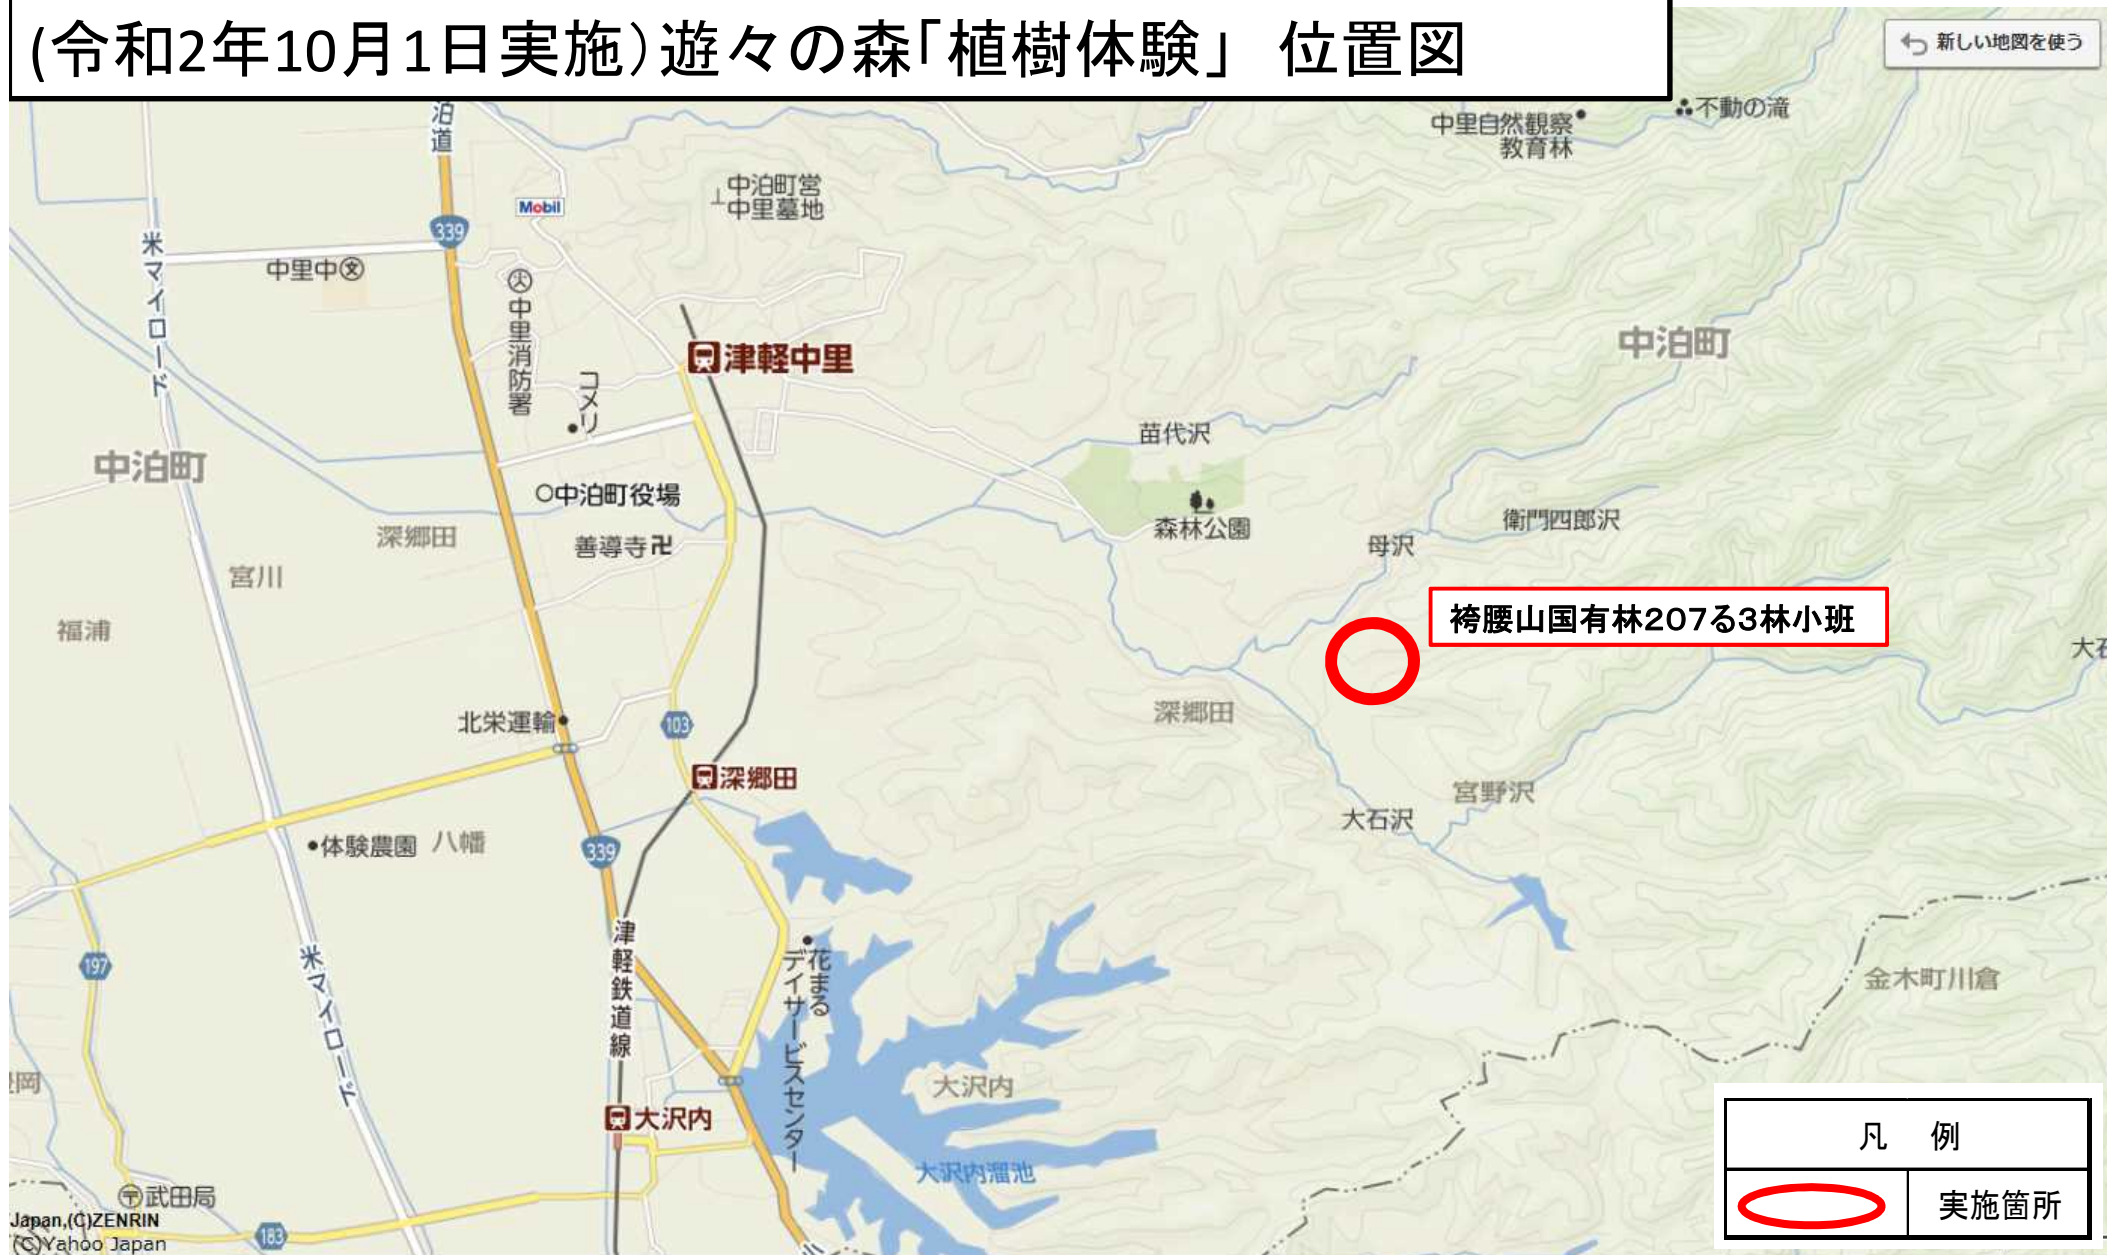 (令和2年10月1日実施)遊々の森「植樹体験」 位置図
新しい地図を使う
泊道
中里自然観察
教育林
不動の滝
中泊町営
中里墓地
Mobil
339
米マイロード
中里中
文
火
中里消防署
津軽中里
中泊町
コメリ
苗代沢
中泊町
中泊町役場
森林公園
衛門四郎沢
深郷田
善導寺
母沢
宮川
袴腰山国有林207る3林小班
福浦
大石
深郷田
北栄運輸
103
深郷田
宮野沢
大石沢
体験農園
八幡
339
津軽鉄道線
花まる
デイサービスセンター
米マイロード
197
金木町川倉
岡
大沢内
大沢内
大沢内溜池
凡 例
実施箇所
武田局
183
Japan,(C)ZENRIN
(C)Yahoo Japan